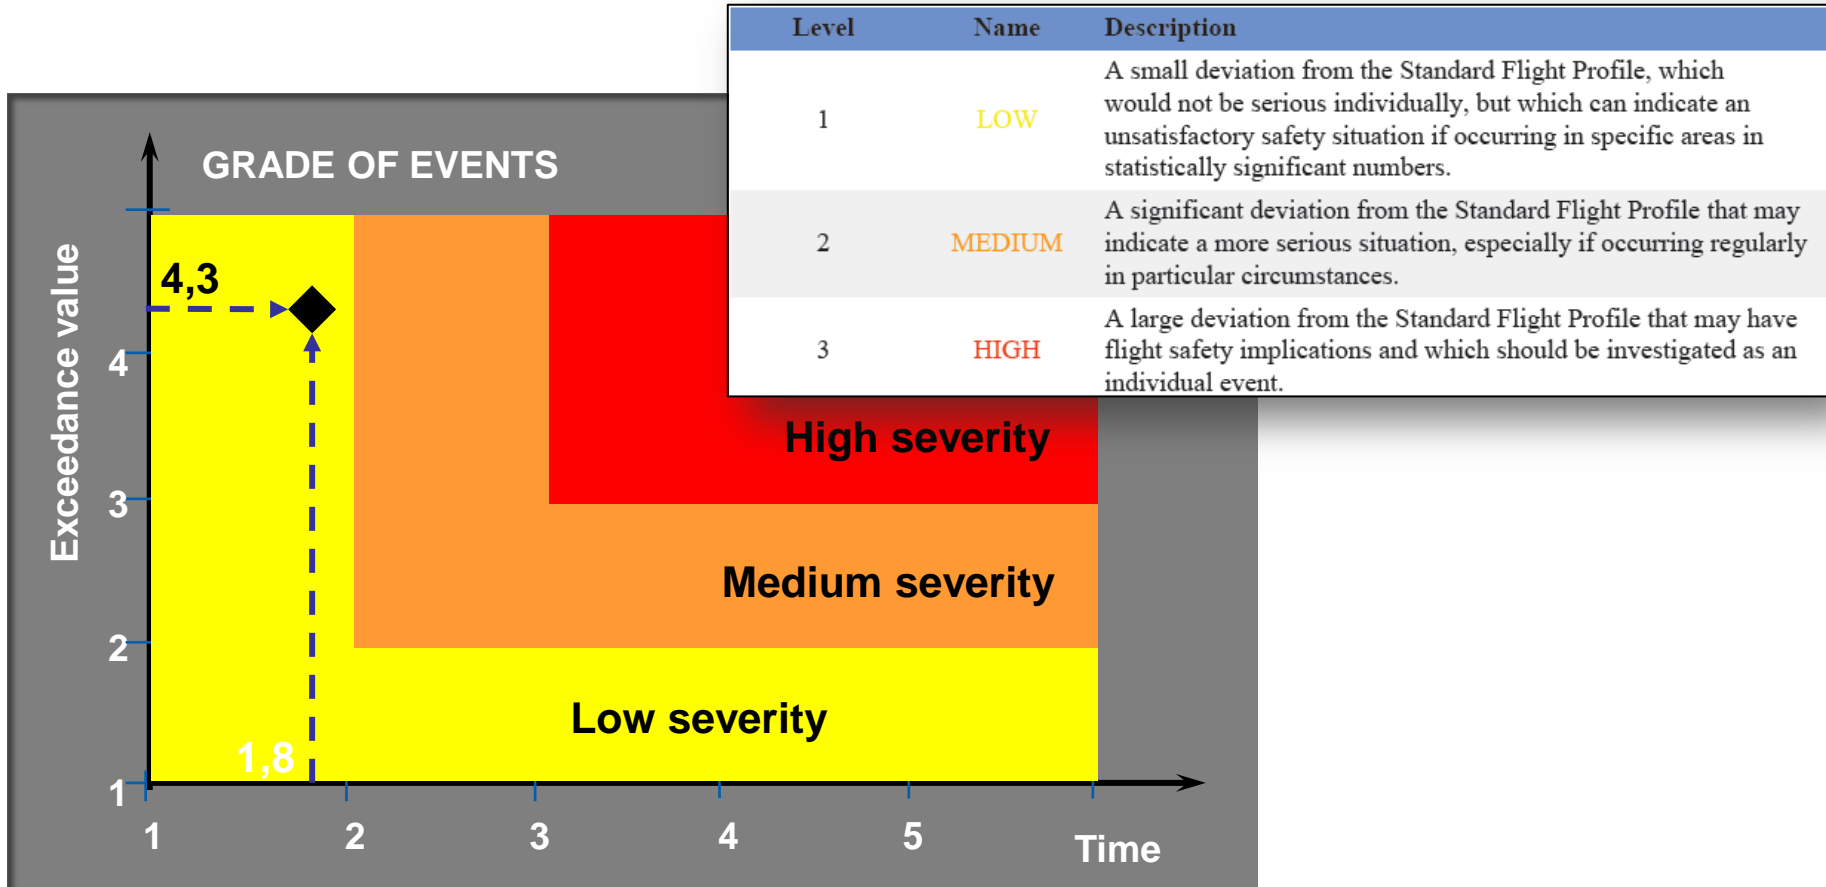 Level Name Description
1 LOW A small deviation from the Standard Flight Profile, which
would not be serious individually, but which can indicate an
unsatisfactory safety situation if occurring in specific areas in
statistically significant numbers.
2 MEDIUM A significant deviation from the Standard Flight Profile that may
indicate a more serious situation, especially if occurring regularly
in particular circumstances.
3 HIGH A large deviation from the Standard Flight Profile that may have
flight safety implications and which should be investigated as an
individual event.
GRADE OF EVENTS
Exceedance value
4,3
4
High severity
3
Medium severity
2
Low severity
1,8
1
1 2 3 4 5 Time